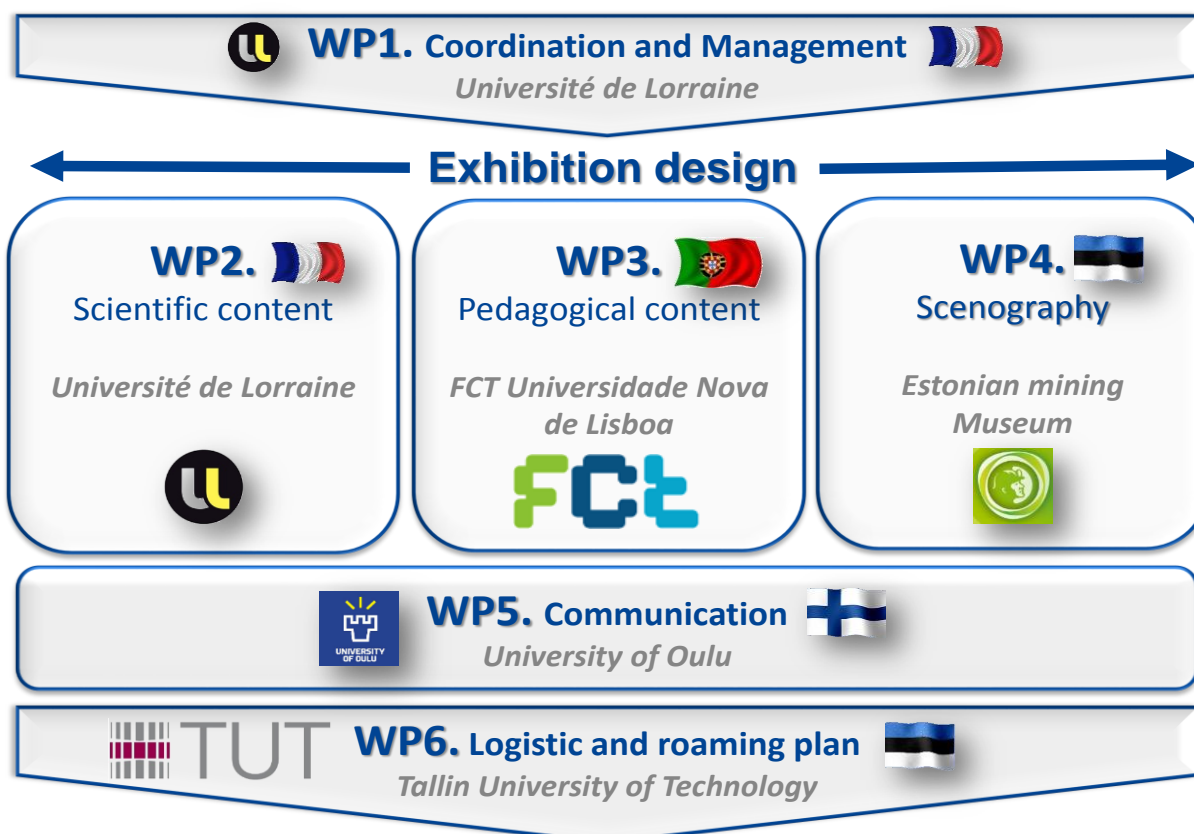 WP1. Coordination and Management
Université de Lorraine
Exhibition design
WP2.
Scientific content
Université de Lorraine
WP3.
Pedagogical content
FCT Universidade Nova
de Lisboa
FCt
WP4.
Scenography
Estonian mining
Museum
UNIVERSITY
OF OULU
WP5. Communication
University of Oulu
TUT
WP6. Logistic and roaming plan
Tallin University of Technology